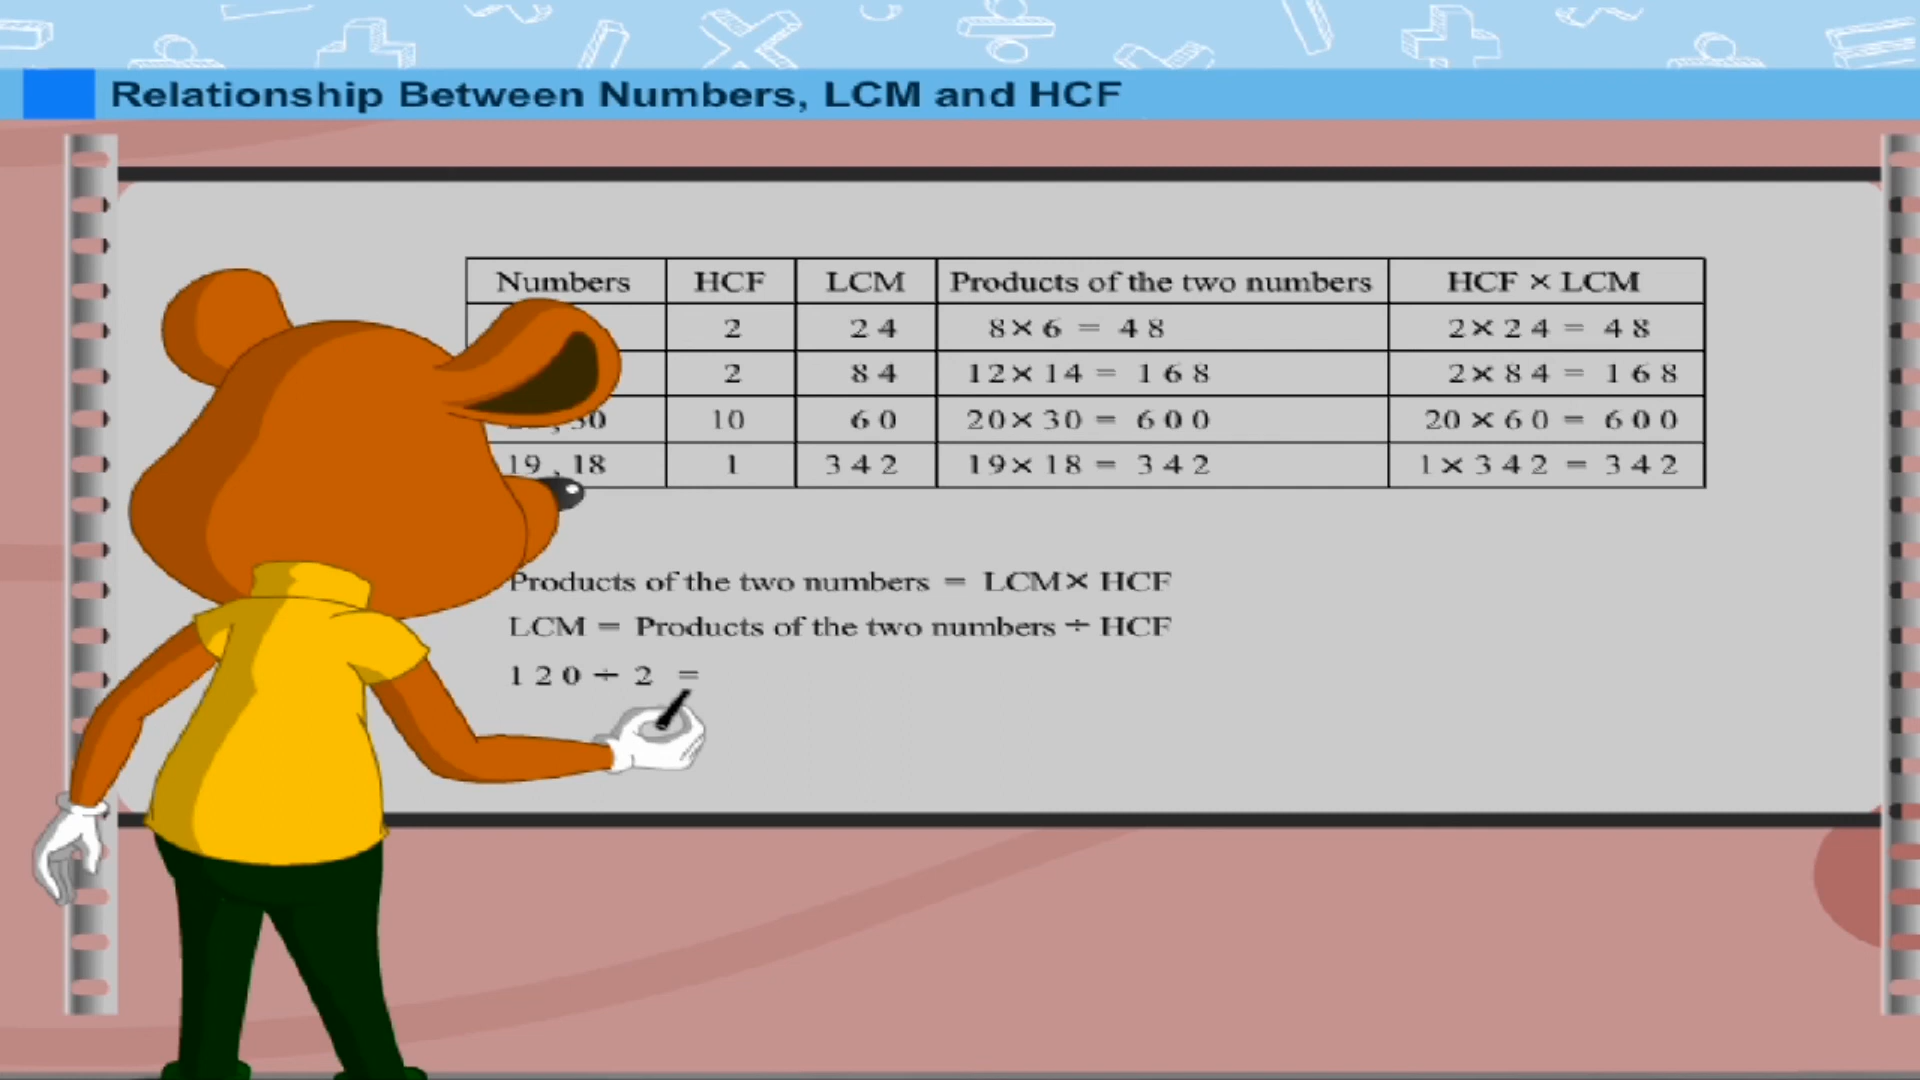 Relationship Between Numbers, LCM and HCF
Numbers HCF LCM Products of the two numbers HCF × LCM
2 24 8×6 = 48 2×24 = 48
2 84 12×14 = 168 2×84 = 168
, 30 10 60 20×30 = 600 20×60 = 600
19 , 18 1 342 19×18 = 342 1×342 = 342
Products of the two numbers = LCM× HCF
LCM = Products of the two numbers ÷ HCF
120 ÷ 2 =